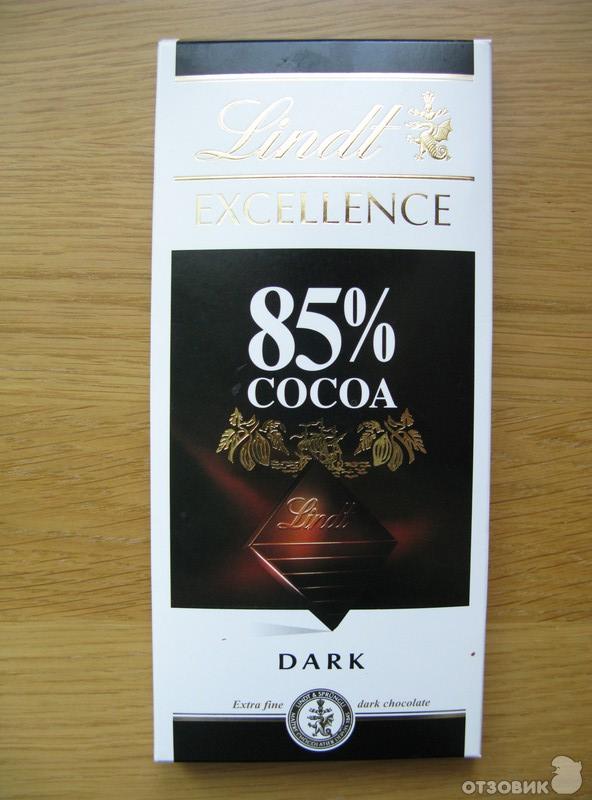 Lindt
EXCELLENCE
85%
COCOA
Lindt
DARK
Extra fine dark chocolate
LINDT & SPRÜNGLI
ОТЗОВИК